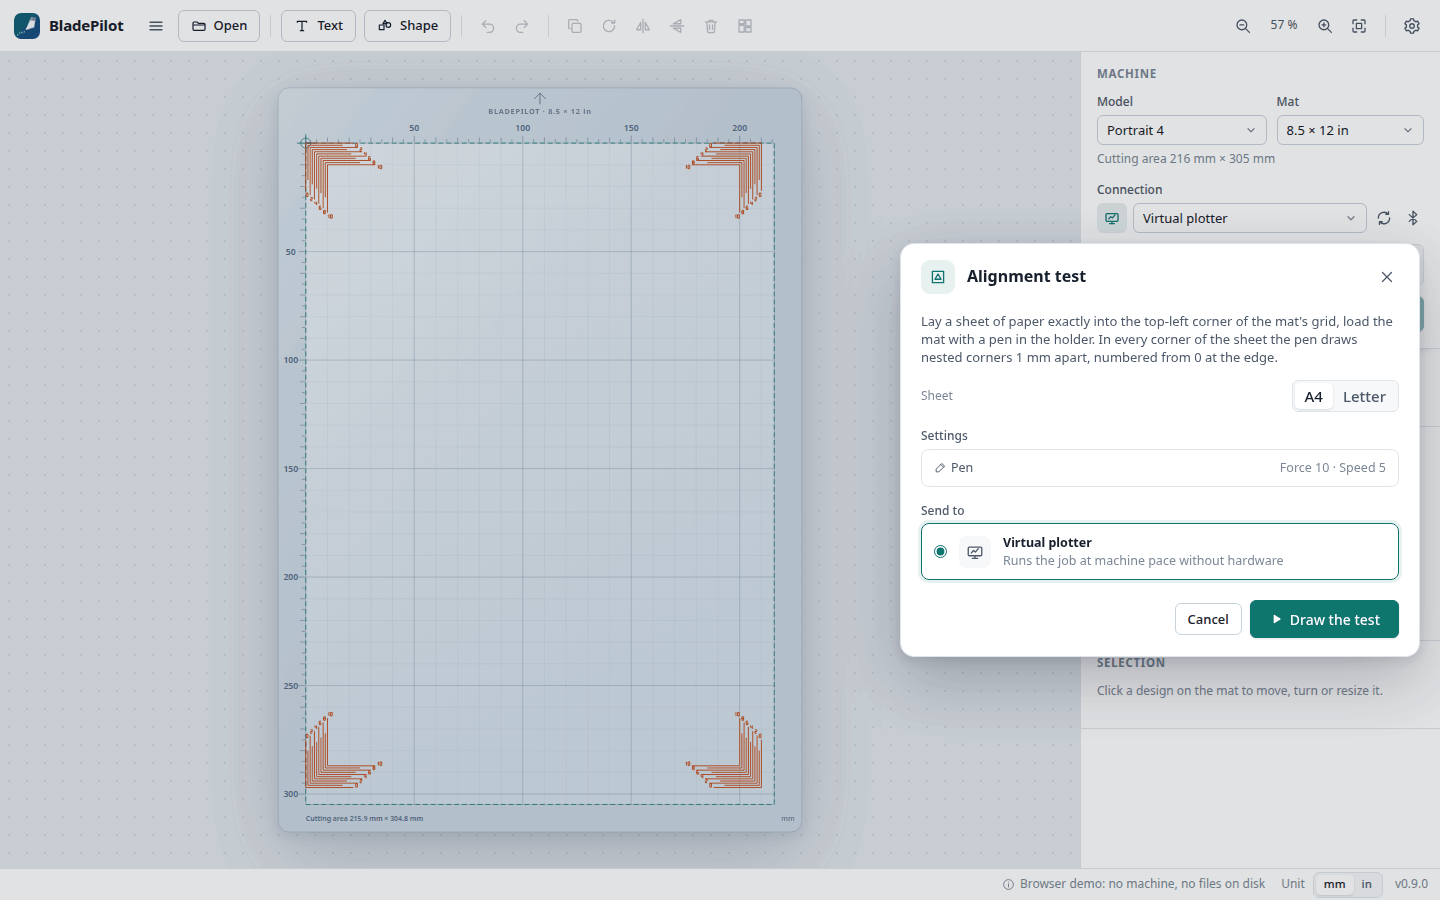 BladePilot
Open
Text
Shape
57 %
BLADEPILOT · 8.5 × 12 in
50
100
150
200
50
100
150
200
250
300
Cutting area 215.9 mm × 304.8 mm
mm
MACHINE
Model
Mat
Portrait 4
8.5 × 12 in
Cutting area 216 mm × 305 mm
Connection
Virtual plotter
Alignment test
Lay a sheet of paper exactly into the top-left corner of the mat's grid, load the
mat with a pen in the holder. In every corner of the sheet the pen draws
nested corners 1 mm apart, numbered from 0 at the edge.
Sheet
A4
Letter
Settings
Pen
Force 10 · Speed 5
Send to
Virtual plotter
Runs the job at machine pace without hardware
Cancel
Draw the test
SELECTION
Click a design on the mat to move, turn or resize it.
Browser demo: no machine, no files on disk
Unit
mm
in
v0.9.0